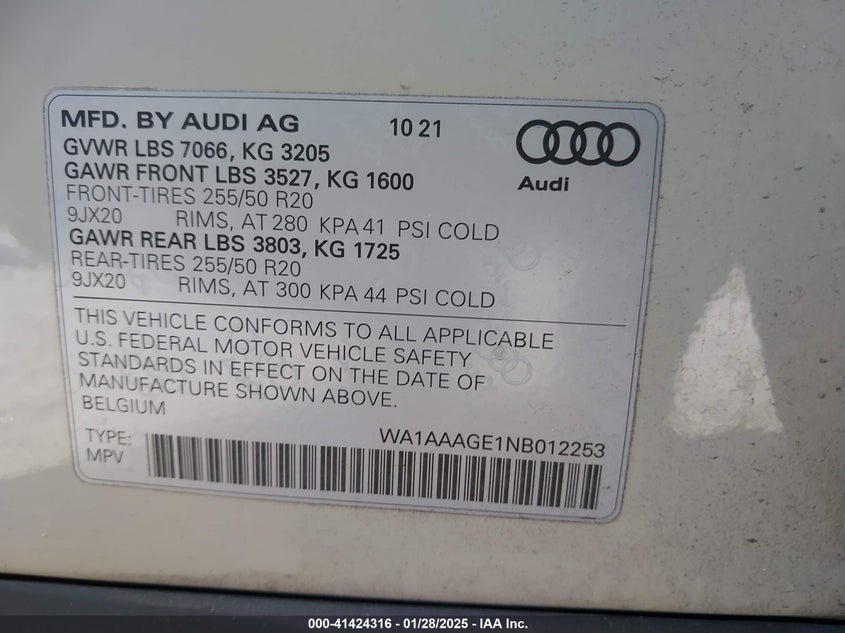 MFD. BY AUDI AG 10 21
GVWR LBS 7066, KG 3205
GAWR FRONT LBS 3527, KG 1600
FRONT-TIRES 255/50 R20
9JX20 RIMS, AT 280 KPA 41 PSI COLD
GAWR REAR LBS 3803, KG 1725
REAR-TIRES 255/50 R20
9JX20 RIMS, AT 300 KPA 44 PSI COLD
Audi
THIS VEHICLE CONFORMS TO ALL APPLICABLE
U.S. FEDERAL MOTOR VEHICLE SAFETY
STANDARDS IN EFFECT ON THE DATE OF
MANUFACTURE SHOWN ABOVE.
BELGIUM
WA1AAAGE1NB012253
TYPE:
MPV
000-41424316 - 01/28/2025 - IAA Inc.